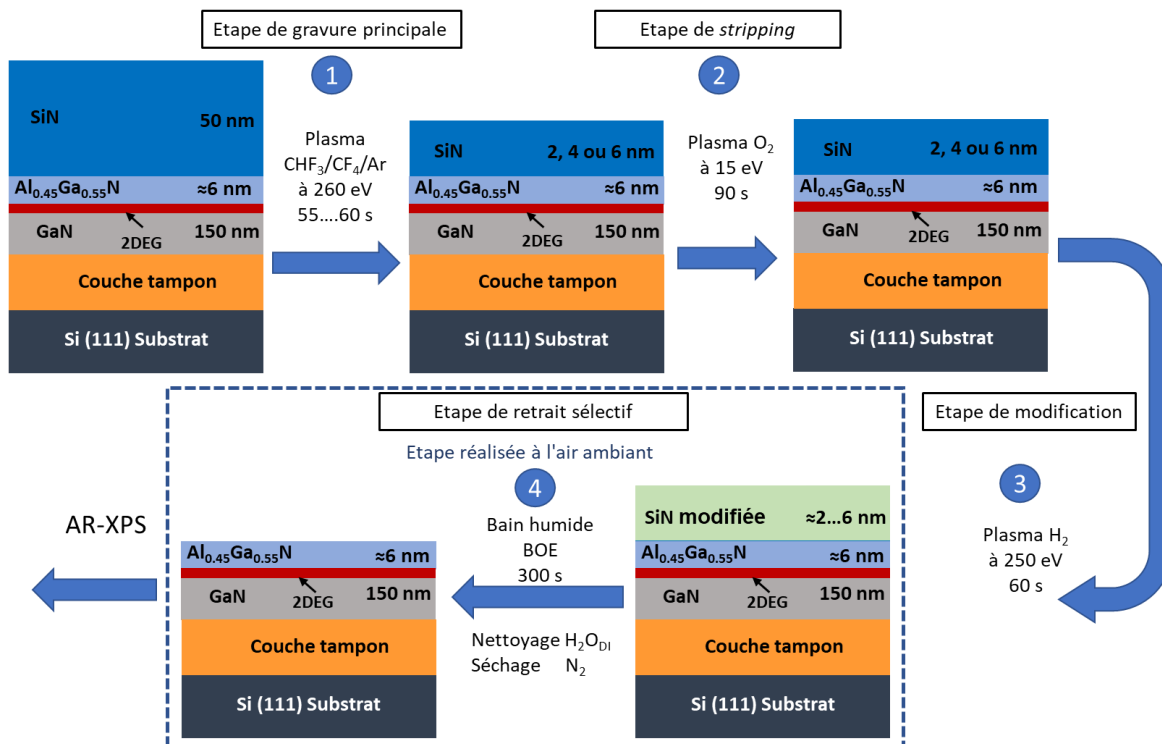 Etape de gravure principale
1
Plasma
CHF3/CF4/Ar
à 260 eV
55....60 s
Etape de stripping
2
Plasma O2
à 15 eV
90 s
SiN 50 nm
Al0.45Ga0.55N ≈6 nm
GaN 2DEG 150 nm
Couche tampon
Si (111) Substrat
SiN 2, 4 ou 6 nm
Al0.45Ga0.55N ≈6 nm
GaN 2DEG 150 nm
Couche tampon
Si (111) Substrat
SiN 2, 4 ou 6 nm
Al0.45Ga0.55N ≈6 nm
GaN 2DEG 150 nm
Couche tampon
Si (111) Substrat
Etape de modification
3
Plasma H2
à 250 eV
60 s
Etape de retrait sélectif
Etape réalisée à l'air ambiant
4
Bain humide
BOE
300 s
Nettoyage H2ODI
Séchage N2
SiN modifiée ≈2...6 nm
Al0.45Ga0.55N ≈6 nm
GaN 2DEG 150 nm
Couche tampon
Si (111) Substrat
Al0.45Ga0.55N ≈6 nm
GaN 2DEG 150 nm
Couche tampon
Si (111) Substrat
AR-XPS